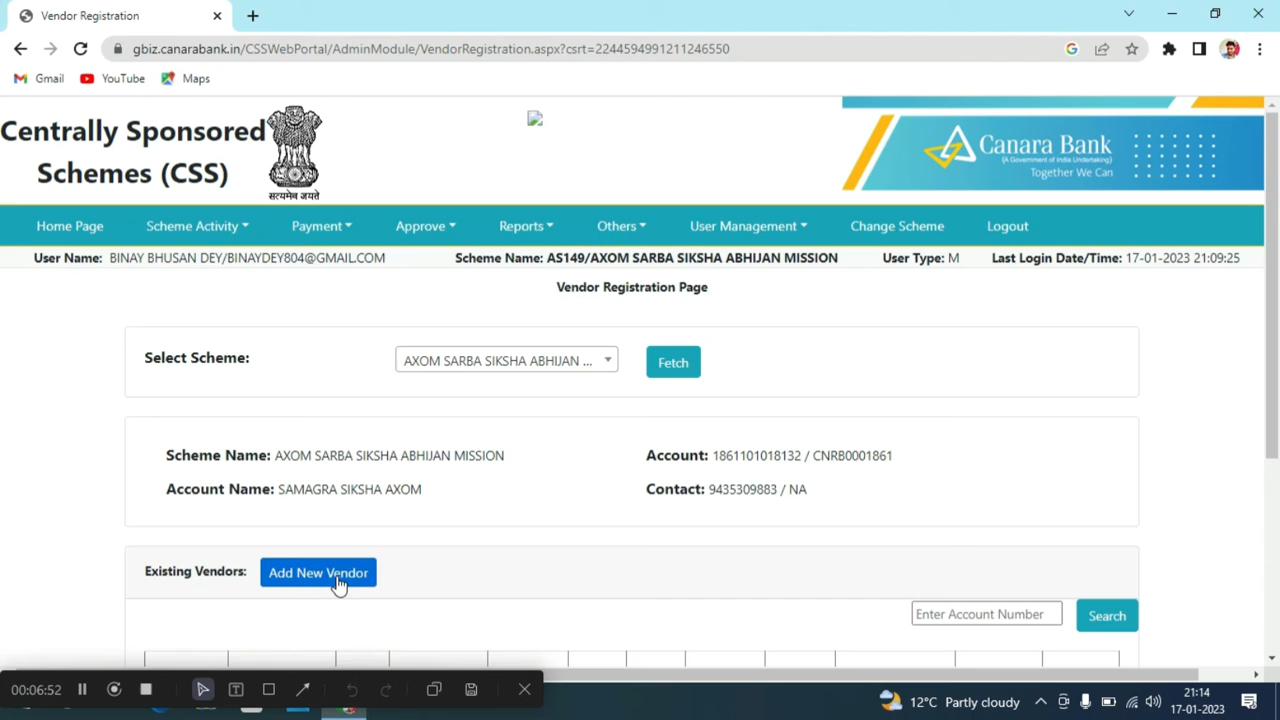 Vendor Registration
gbiz.canarabank.in/CSSWebPortal/AdminModule/VendorRegistration.aspx?csrt=2244594991211246550
Gmail YouTube Maps
Centrally Sponsored
Schemes (CSS)
सत्यमेव जयते
Canara Bank
(A Government of India Undertaking)
Together We Can
Home Page Scheme Activity Payment Approve Reports Others User Management Change Scheme Logout
User Name: BINAY BHUSAN DEY/BINAYDEY804@GMAIL.COM Scheme Name: AS149/AXOM SARBA SIKSHA ABHIJAN MISSION User Type: M Last Login Date/Time: 17-01-2023 21:09:25
Vendor Registration Page
Select Scheme: AXOM SARBA SIKSHA ABHIJAN ... Fetch
Scheme Name: AXOM SARBA SIKSHA ABHIJAN MISSION Account: 1861101018132 / CNRB0001861
Account Name: SAMAGRA SIKSHA AXOM Contact: 9435309883 / NA
Existing Vendors: Add New Vendor
Enter Account Number Search
00:06:52
12°C Partly cloudy 21:14
17-01-2023